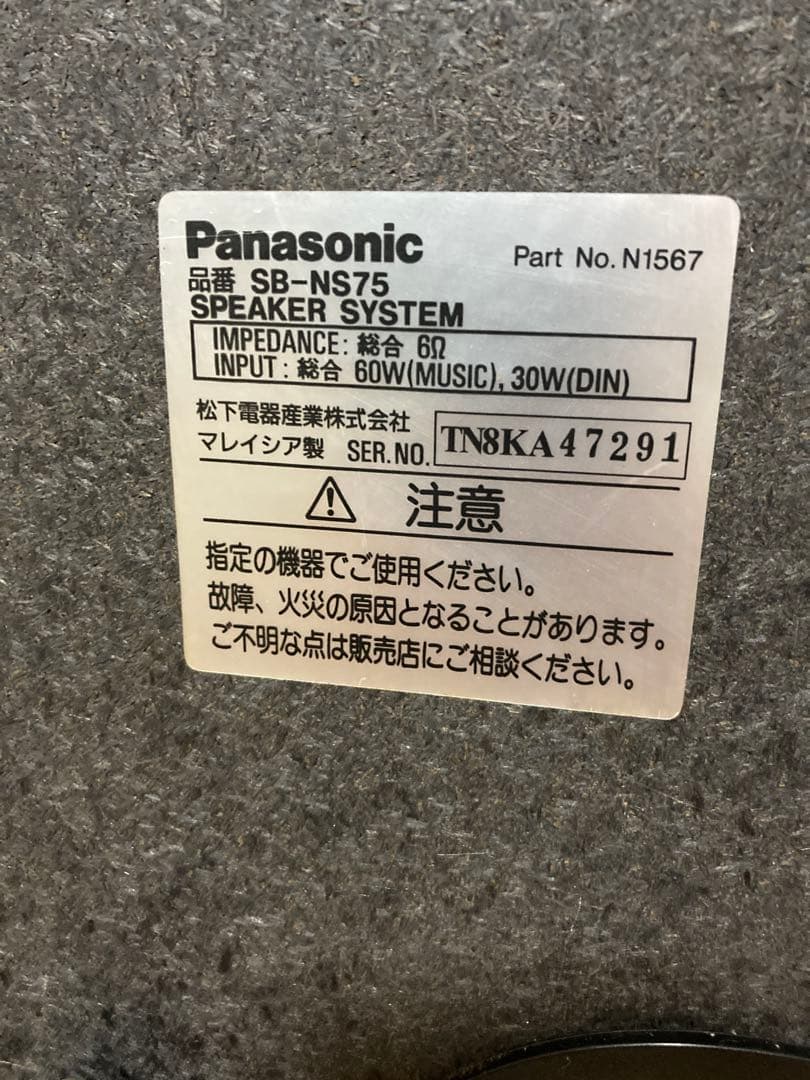 Panasonic Part No. N1567
品番 SB-NS75
SPEAKER SYSTEM
IMPEDANCE: 総合 6Ω
INPUT: 総合 60W(MUSIC), 30W(DIN)
松下電器産業株式会社
マレイシア製 SER.NO. TN8KA47291
注意
指定の機器でご使用ください。
故障、火災の原因となることがあります。
ご不明な点は販売店にご相談ください。